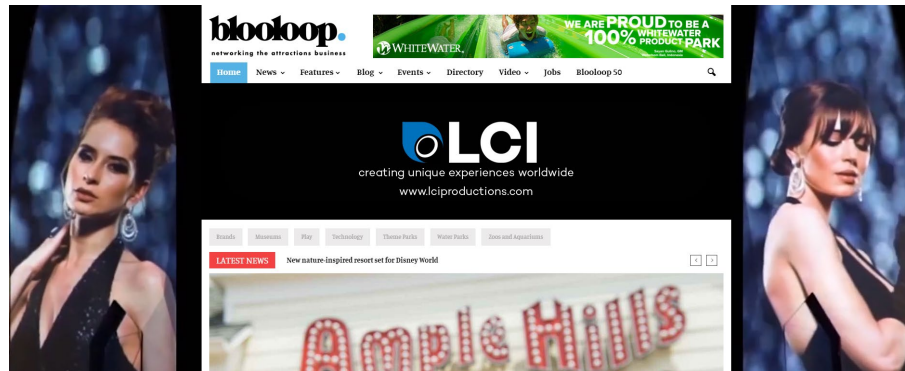 blooloop.
networking the attractions business
WHITEWATER
WE ARE PROUD TO BE A
100% WHITEWATER
PRODUCT PARK
Home News Features Blog Events Directory Video Jobs Blooloop 50
LCI
creating unique experiences worldwide
www.lciproductions.com
Brands Museums Play Technology Theme Parks Water Parks Zoos and Aquariums
LATEST NEWS New nature-inspired resort set for Disney World
Ample Hills